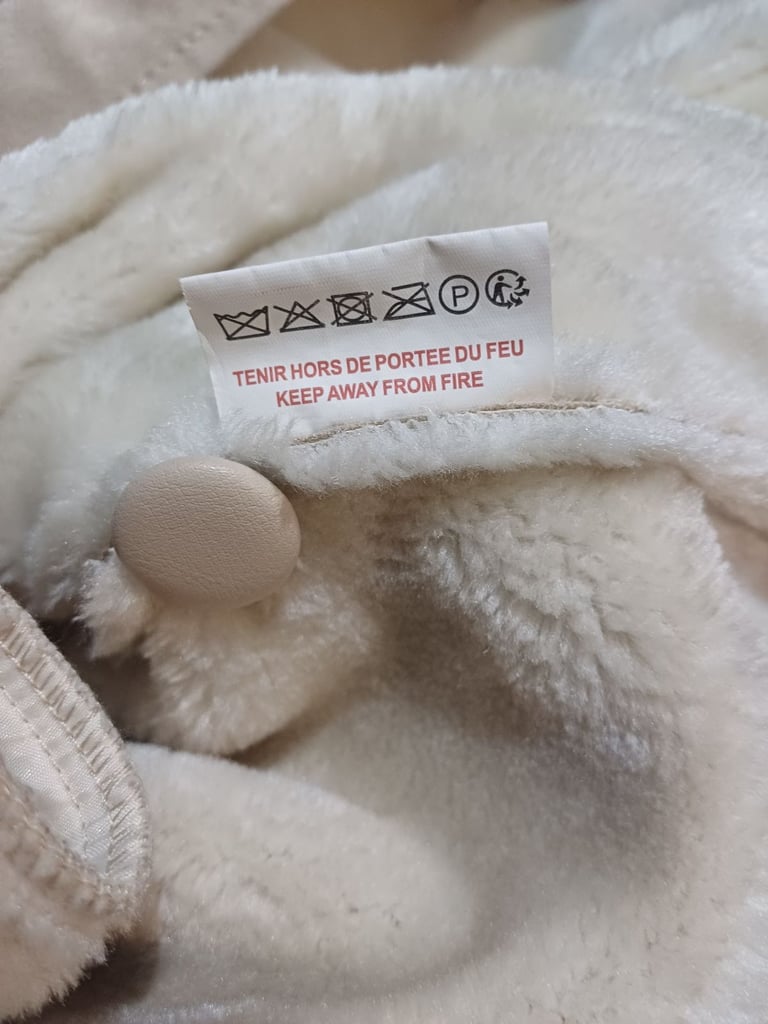 P
TENIR HORS DE PORTEE DU FEU
KEEP AWAY FROM FIRE